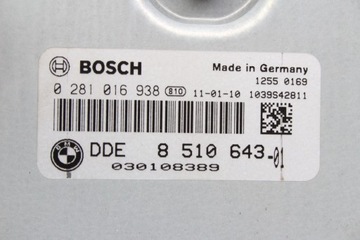 BOSCH
Made in Germany
1255 0169
0 281 016 938 810 11-01-10 1039S42811
DDE 8 510 643-01
030108389